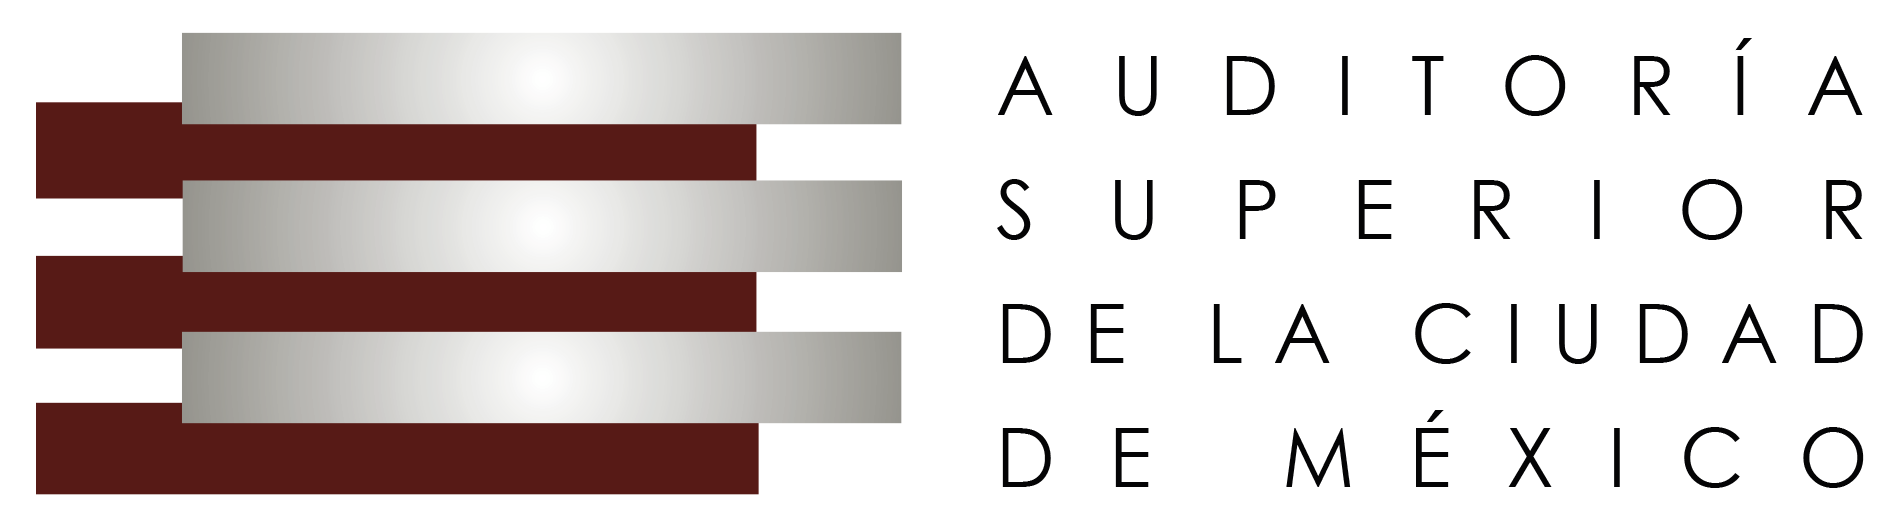 AUDITORÍA
SUPERIOR
DE LA CIUDAD
DE MÉXICO